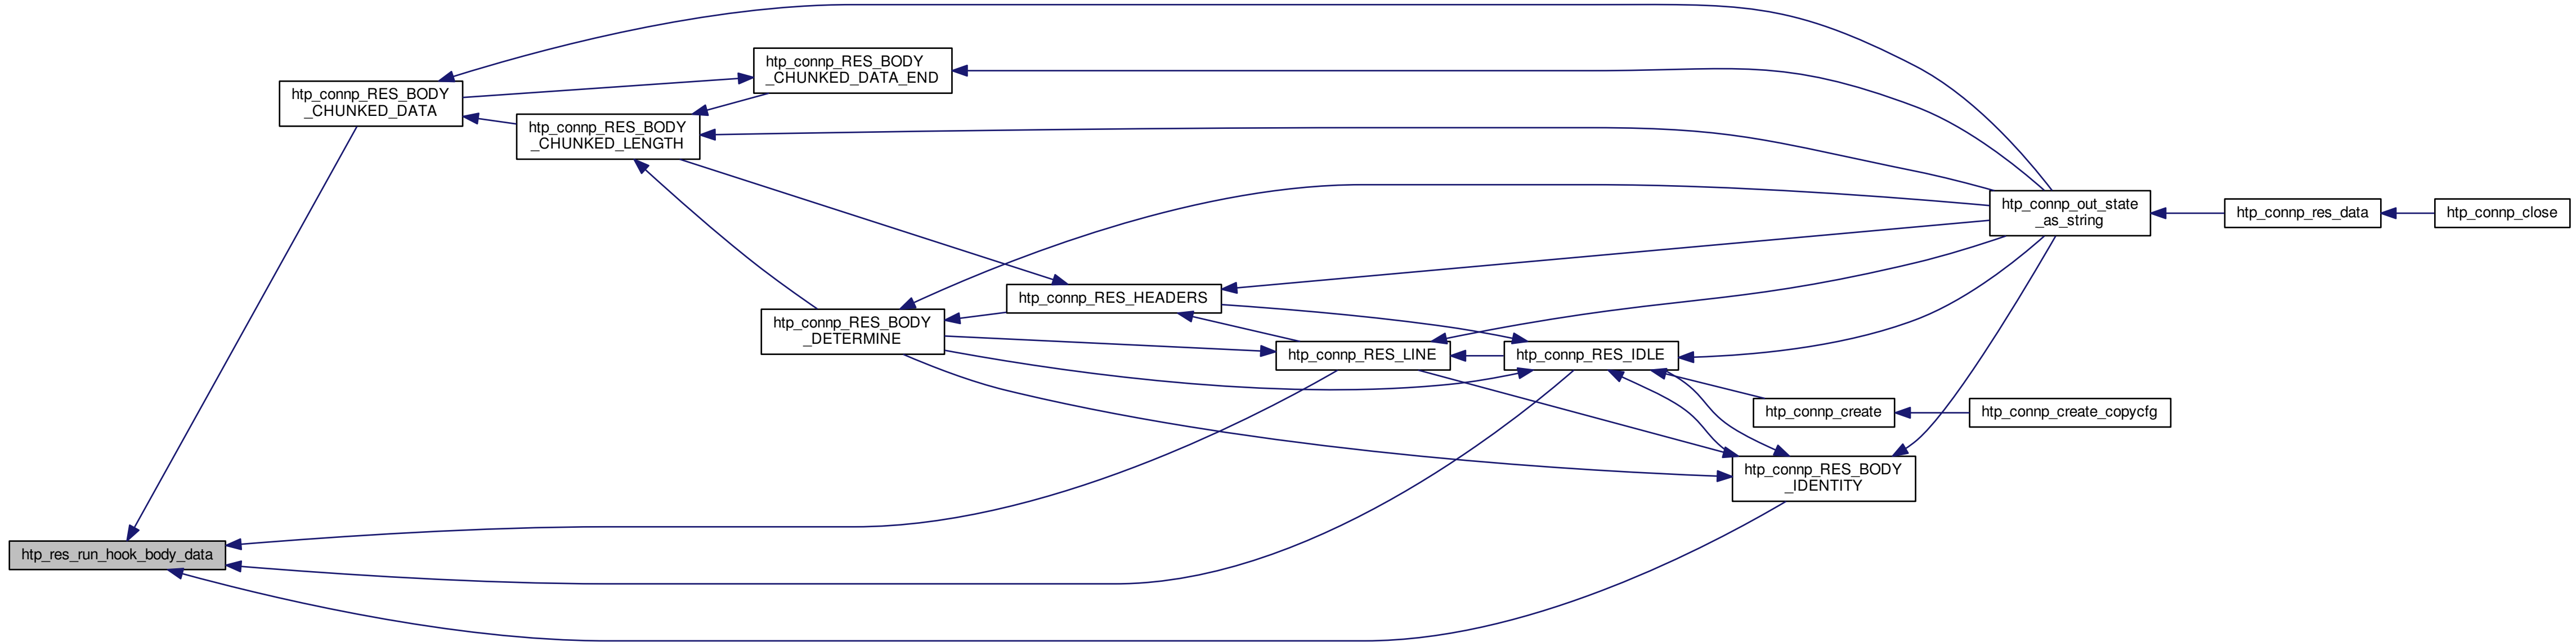 htp_connp_RES_BODY
_CHUNKED_DATA_END
htp_connp_RES_BODY
_CHUNKED_DATA
htp_connp_RES_BODY
_CHUNKED_LENGTH
htp_connp_out_state
_as_string
htp_connp_res_data
htp_connp_close
htp_connp_RES_HEADERS
htp_connp_RES_BODY
_DETERMINE
htp_connp_RES_LINE
htp_connp_RES_IDLE
htp_connp_create
htp_connp_create_copycfg
htp_connp_RES_BODY
_IDENTITY
htp_res_run_hook_body_data